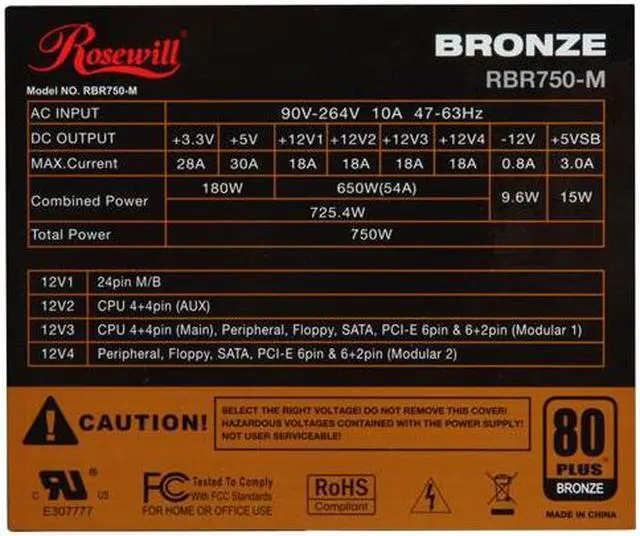 Rosewill®
BRONZE
RBR750-M
Model NO. RBR750-M
AC INPUT 90V-264V 10A 47-63Hz
DC OUTPUT +3.3V +5V +12V1 +12V2 +12V3 +12V4 -12V +5VSB
MAX.Current 28A 30A 18A 18A 18A 18A 0.8A 3.0A
Combined Power 180W 650W(54A) 9.6W 15W
725.4W
Total Power 750W
12V1 24pin M/B
12V2 CPU 4+4pin (AUX)
12V3 CPU 4+4pin (Main), Peripheral, Floppy, SATA, PCI-E 6pin & 6+2pin (Modular 1)
12V4 Peripheral, Floppy, SATA, PCI-E 6pin & 6+2pin (Modular 2)
CAUTION!
SELECT THE RIGHT VOLTAGE! DO NOT REMOVE THIS COVER!
HAZARDOUS VOLTAGES CONTAINED WITH THE POWER SUPPLY!
NOT USER SERVICEABLE!
80
PLUS®
BRONZE
c RU® US
E307777
FC Tested To Comply
With FCC Standards
FOR HOME OR OFFICE USE
RoHS
Compliant
MADE IN CHINA